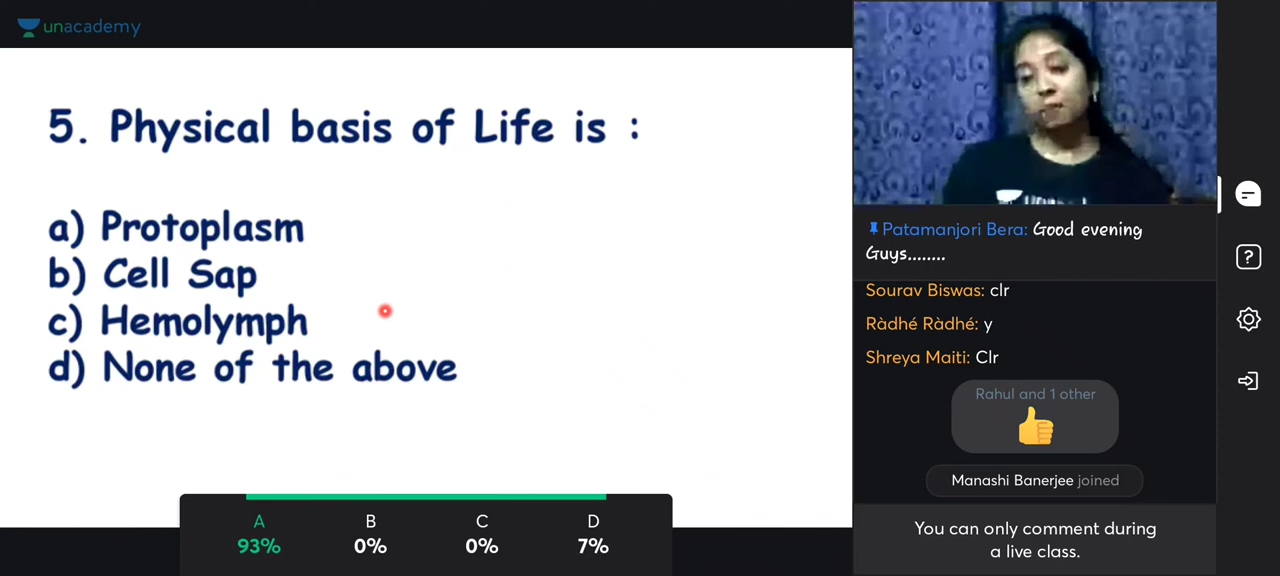 unacademy
5. Physical basis of Life is :
a) Protoplasm
b) Cell Sap
c) Hemolymph
d) None of the above
A B C D
93% 0% 0% 7%
Patamanjori Bera: Good evening
Guys........
Sourav Biswas: clr
Ràdhé Ràdhé: y
Shreya Maiti: Clr
Rahul and 1 other
Manashi Banerjee joined
You can only comment during
a live class.